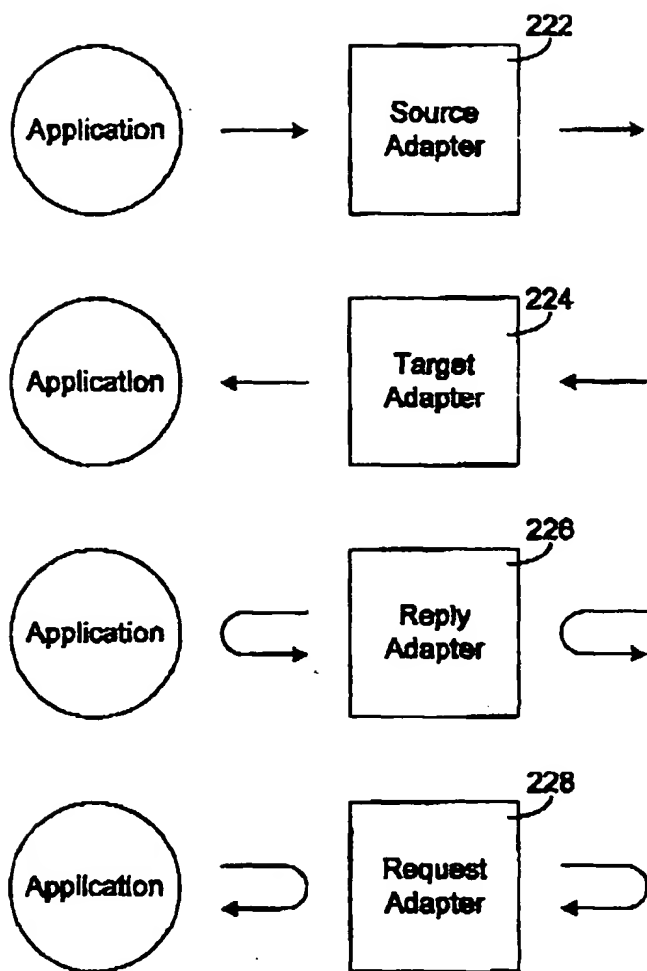 222
Application
Source
Adapter
224
Application
Target
Adapter
226
Application
Reply
Adapter
228
Application
Request
Adapter